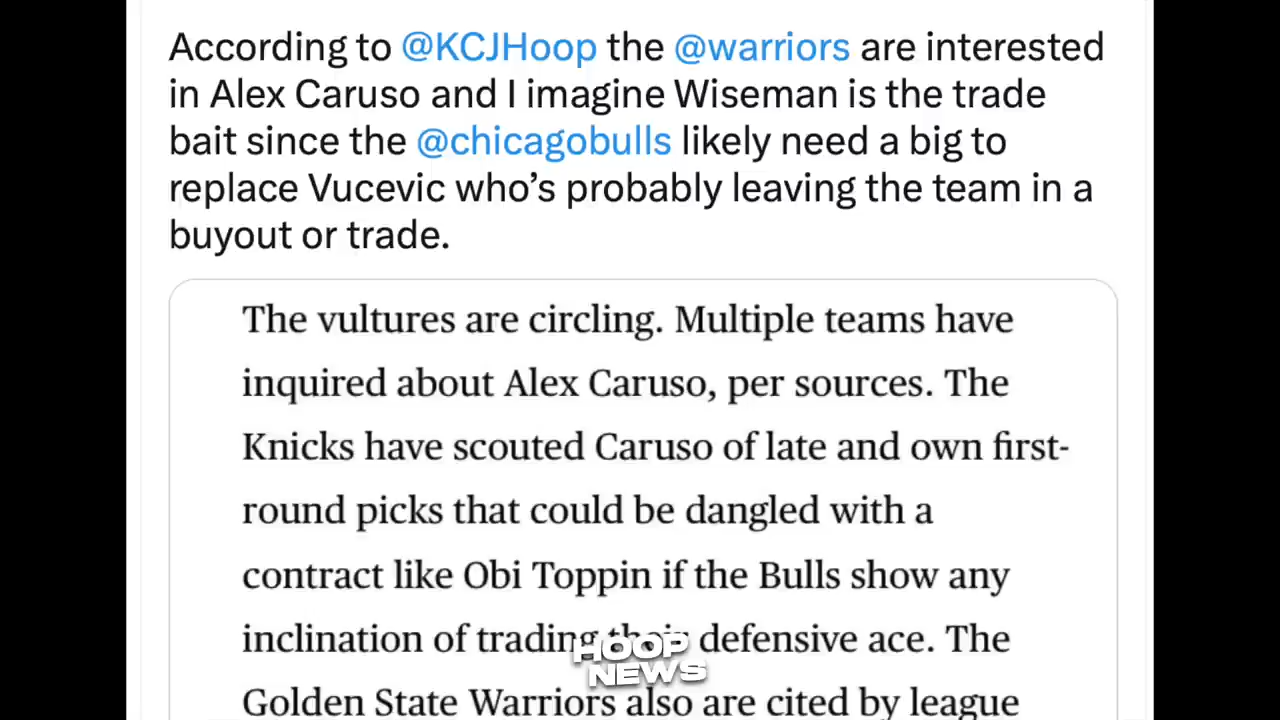 According to @KCJHoop the @warriors are interested
in Alex Caruso and I imagine Wiseman is the trade
bait since the @chicagobulls likely need a big to
replace Vucevic who’s probably leaving the team in a
buyout or trade.
The vultures are circling. Multiple teams have
inquired about Alex Caruso, per sources. The
Knicks have scouted Caruso of late and own first-
round picks that could be dangled with a
contract like Obi Toppin if the Bulls show any
inclination of trading their defensive ace. The
HOOP
NEWS
Golden State Warriors also are cited by league